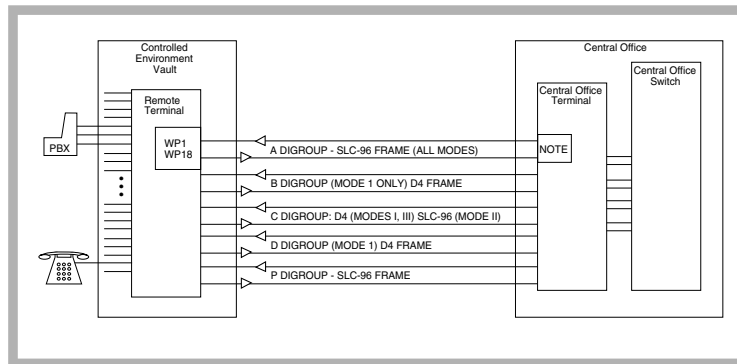 Controlled
Environment
Vault
Central Office
Remote
Terminal
Central Office
Terminal
Central Office
Switch
PBX
WP1
WP18
NOTE
A DIGROUP - SLC-96 FRAME (ALL MODES)
B DIGROUP (MODE 1 ONLY) D4 FRAME
C DIGROUP: D4 (MODES I, III) SLC-96 (MODE II)
D DIGROUP (MODE 1) D4 FRAME
P DIGROUP - SLC-96 FRAME